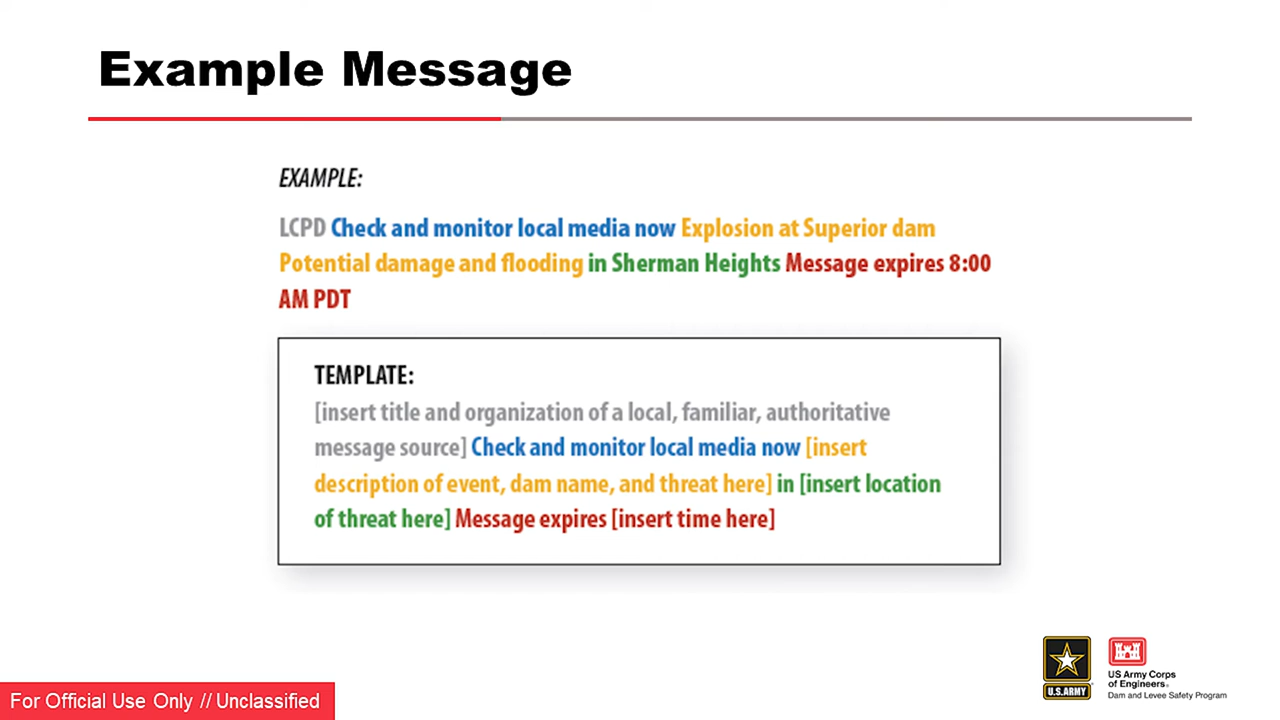 Example Message
EXAMPLE:
LCPD Check and monitor local media now Explosion at Superior dam
Potential damage and flooding in Sherman Heights Message expires 8:00
AM PDT
TEMPLATE:
[insert title and organization of a local, familiar, authoritative
message source] Check and monitor local media now [insert
description of event, dam name, and threat here] in [insert location
of threat here] Message expires [insert time here]
U.S.ARMY
US Army Corps
of Engineers®
Dam and Levee Safety Program
For Official Use Only // Unclassified